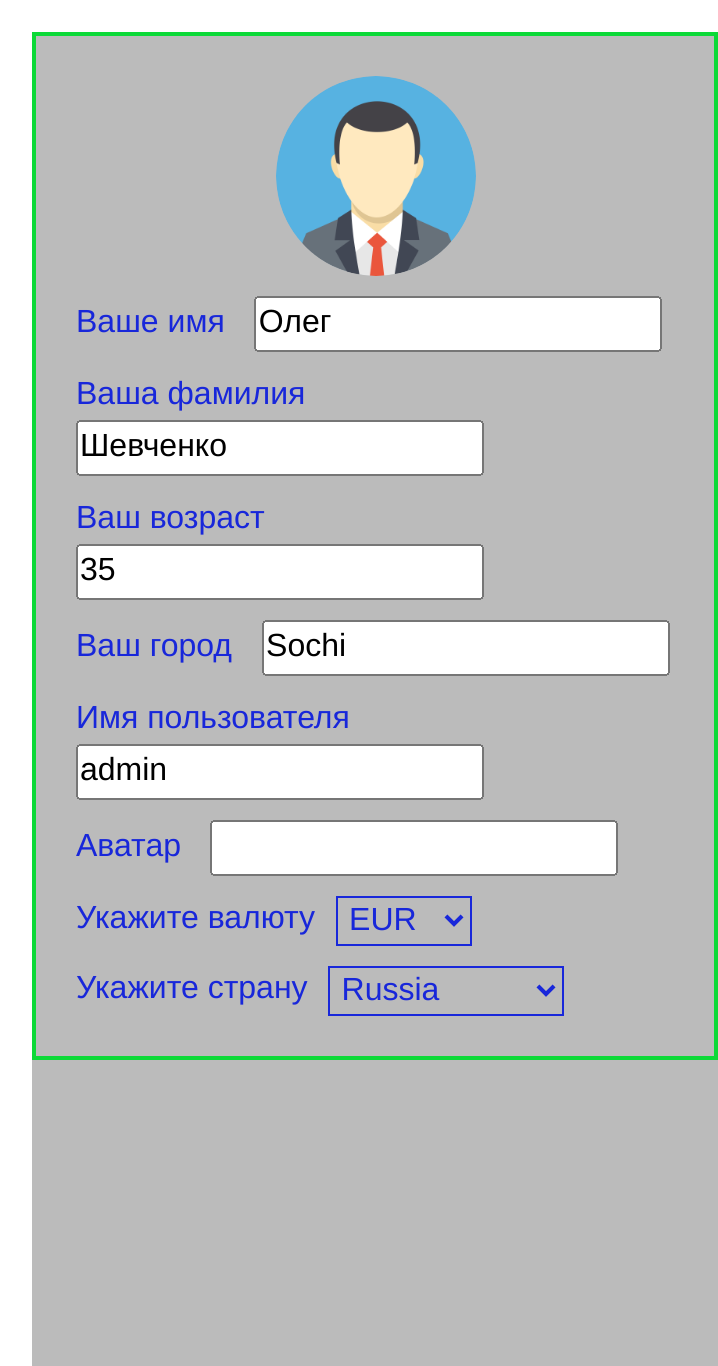 Ваше имя Олег
Ваша фамилия
Шевченко
Ваш возраст
35
Ваш город Sochi
Имя пользователя
admin
Аватар
Укажите валюту EUR
Укажите страну Russia